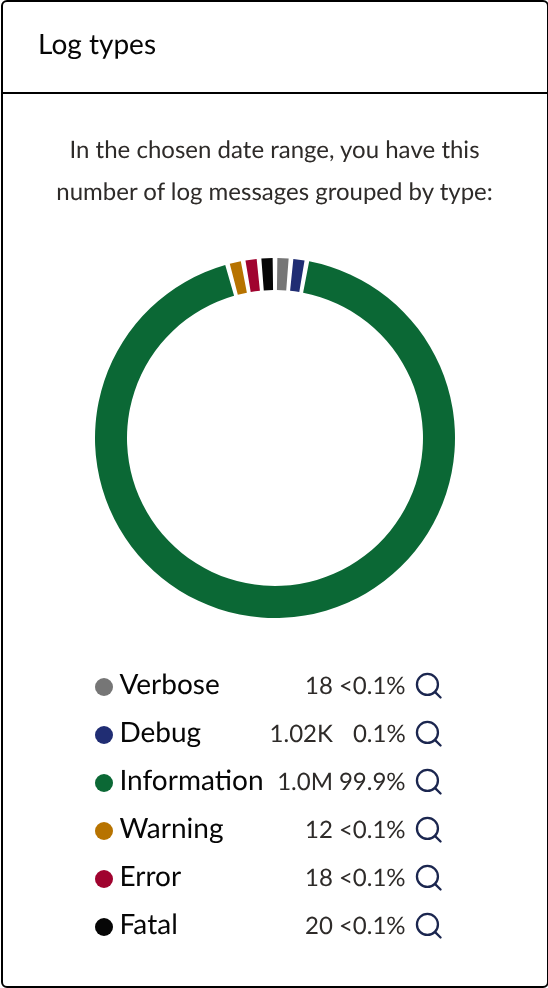 Log types
In the chosen date range, you have this
number of log messages grouped by type:
Verbose 18 <0.1%
Debug 1.02K 0.1%
Information 1.0M 99.9%
Warning 12 <0.1%
Error 18 <0.1%
Fatal 20 <0.1%